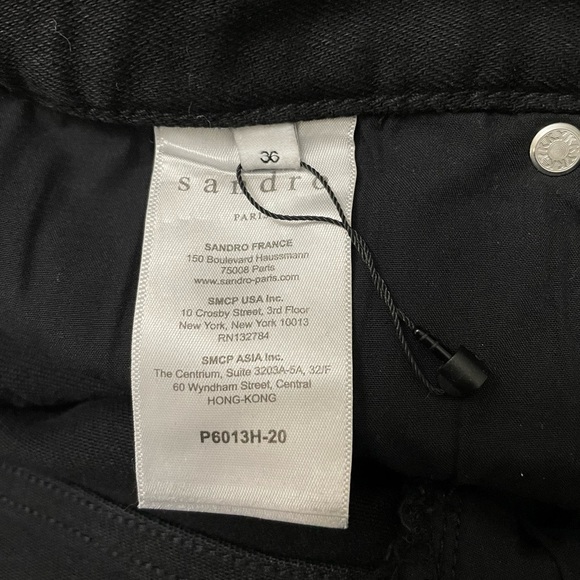 36
sandro
PARIS
SANDRO FRANCE
150 Boulevard Haussmann
75008 Paris
www.sandro-paris.com
SMCP USA Inc.
10 Crosby Street, 3rd Floor
New York, New York 10013
RN132784
SMCP ASIA Inc.
The Centrium, Suite 3203A-5A, 32/F
60 Wyndham Street, Central
HONG-KONG
P6013H-20